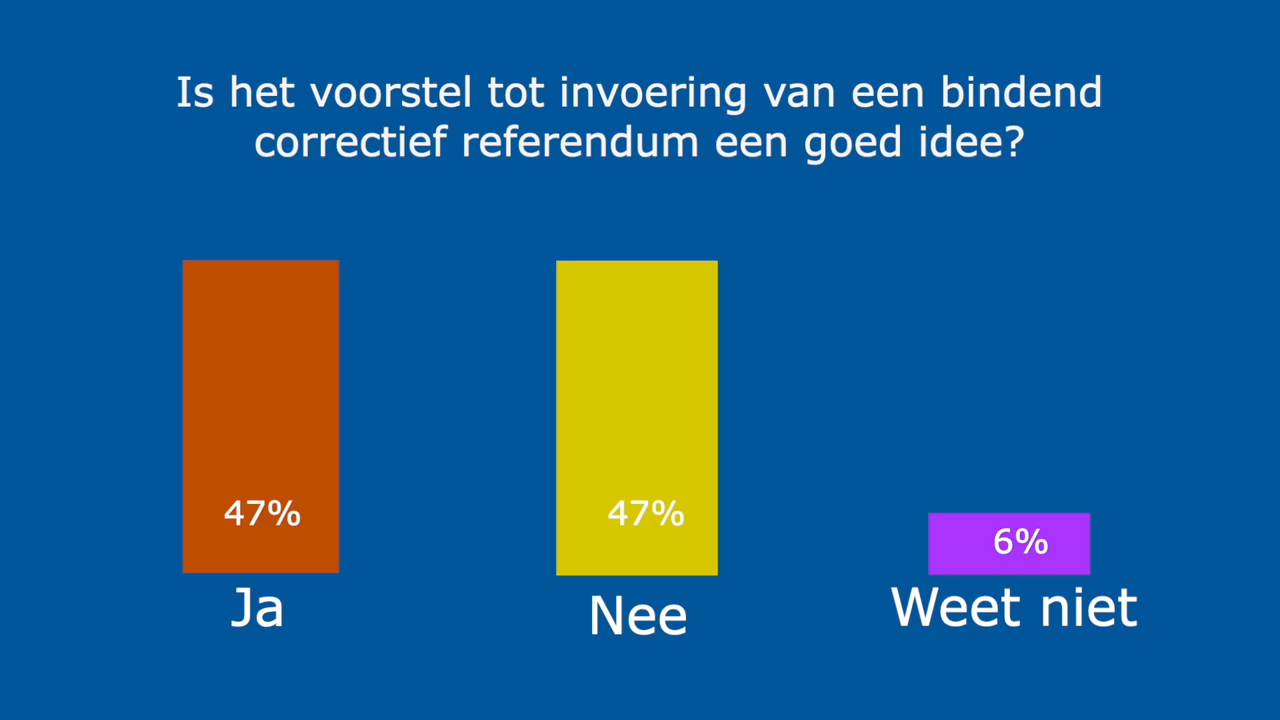 Is het voorstel tot invoering van een bindend
correctief referendum een goed idee?
47%
47%
6%
Ja
Nee
Weet niet